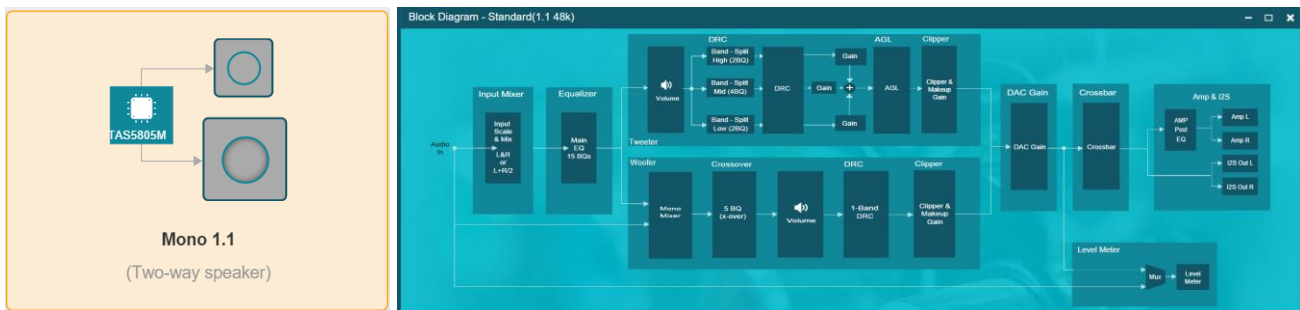 TAS5805M
Mono 1.1
(Two-way speaker)
Block Diagram - Standard(1.1 48k)
DRC
AGL
Clipper
Volume
Band - Split
High (2BQ)
Band - Split
Mid (4BQ)
Band - Split
Low (2BQ)
DRC
Gain
Gain
+
Gain
AGL
Clipper &
Makeup
Gain
Tweeter
Input Mixer
Input
Scale
& Mix
L&R
or
L+R/2
Equalizer
Main
EQ
15 BQs
Audio
In
Woofer
Crossover
DRC
Clipper
Mono
Mixer
5 BQ
(x-over)
Volume
1-Band
DRC
Clipper &
Makeup
Gain
DAC Gain
DAC Gain
Crossbar
Crossbar
Amp & I2S
AMP
Post
EQ
Amp L
Amp R
I2S Out L
I2S Out R
Level Meter
Mux
Level
Meter